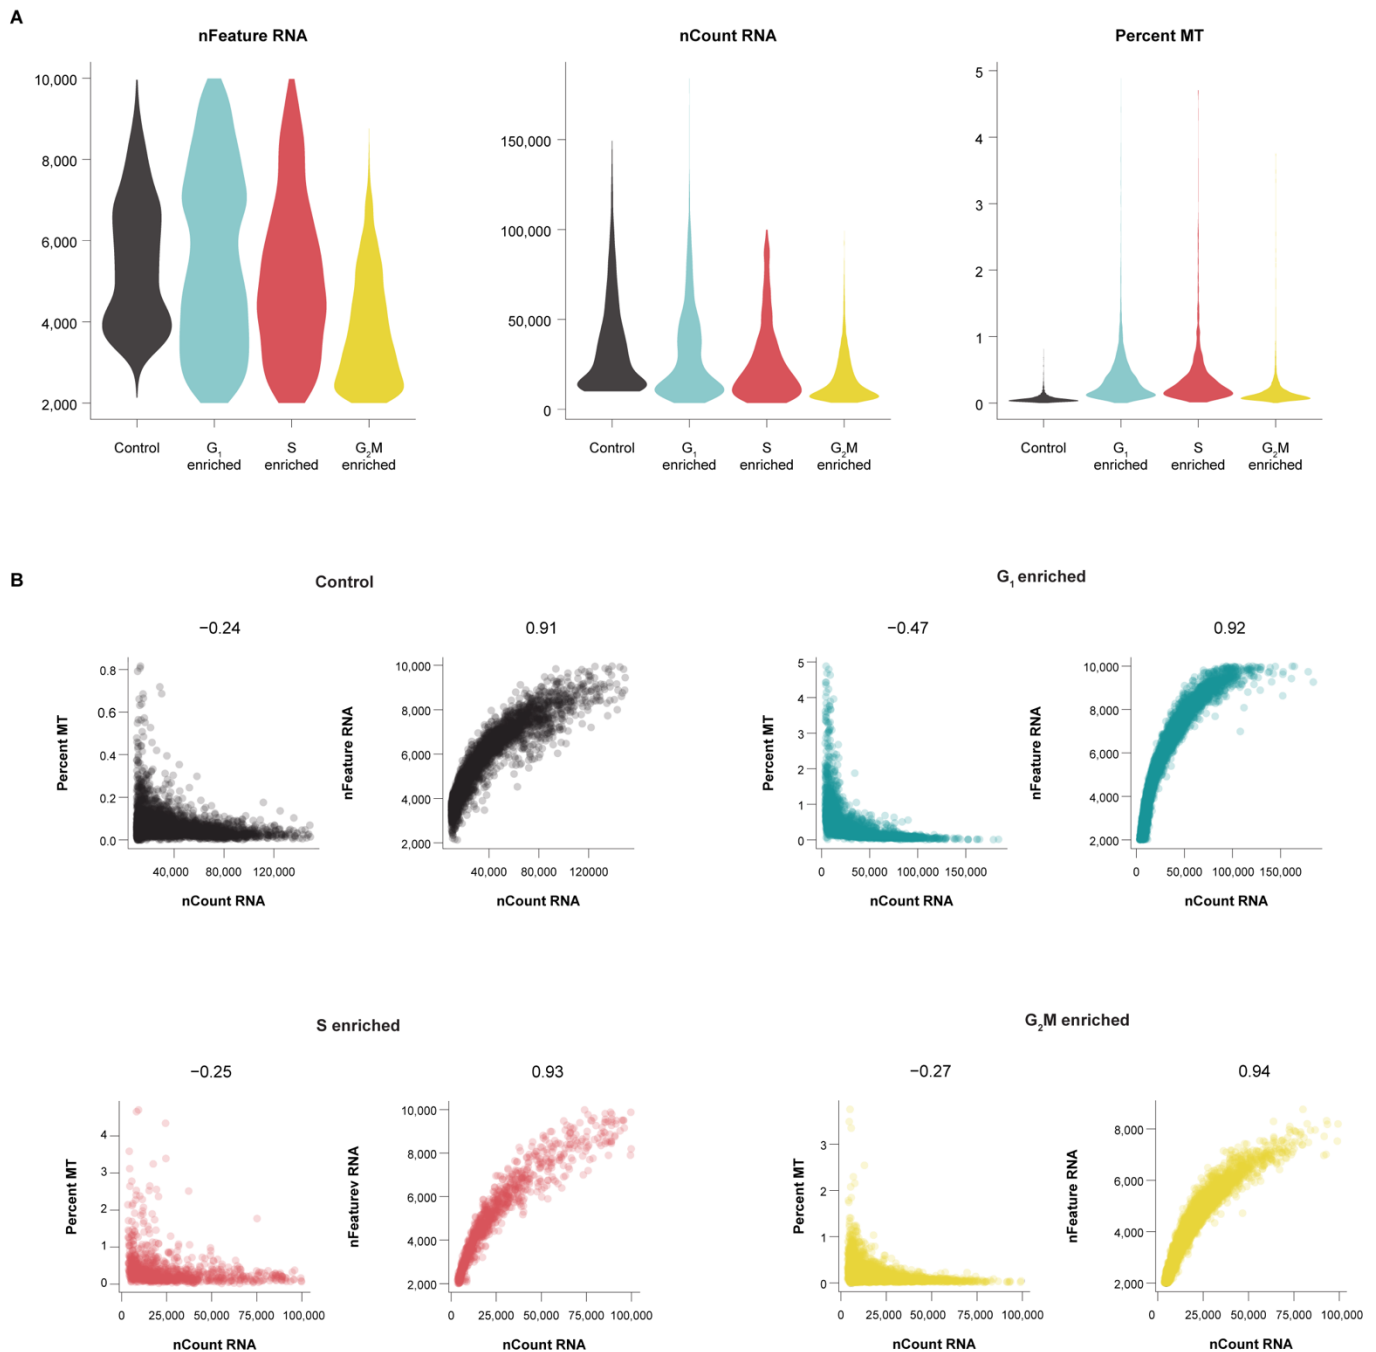 A
nFeature RNA
nCount RNA
Percent MT
10,000
8,000
6,000
4,000
2,000
Control
G1 enriched
S enriched
G2M enriched
150,000
100,000
50,000
0
Control
G1 enriched
S enriched
G2M enriched
5
4
3
2
1
0
Control
G1 enriched
S enriched
G2M enriched
B
Control
−0.24
Percent MT
0.8
0.6
0.4
0.2
0.0
40,000 80,000 120,000
nCount RNA
0.91
nFeature RNA
10,000
8,000
6,000
4,000
2,000
40,000 80,000 120000
nCount RNA
G1 enriched
−0.47
Percent MT
5
4
3
2
1
0
0 50,000 100,000 150,000
nCount RNA
0.92
nFeature RNA
10,000
8,000
6,000
4,000
2,000
0 50,000 100,000 150,000
nCount RNA
S enriched
−0.25
Percent MT
4
3
2
1
0
0 25,000 50,000 75,000 100,000
nCount RNA
0.93
nFeaturev RNA
10,000
8,000
6,000
4,000
2,000
0 25,000 50,000 75,000 100,000
nCount RNA
G2M enriched
−0.27
Percent MT
3
2
1
0
0 25,000 50,000 75,000 100,000
nCount RNA
0.94
nFeature RNA
8,000
6,000
4,000
2,000
0 25,000 50,000 75,000 100,000
nCount RNA